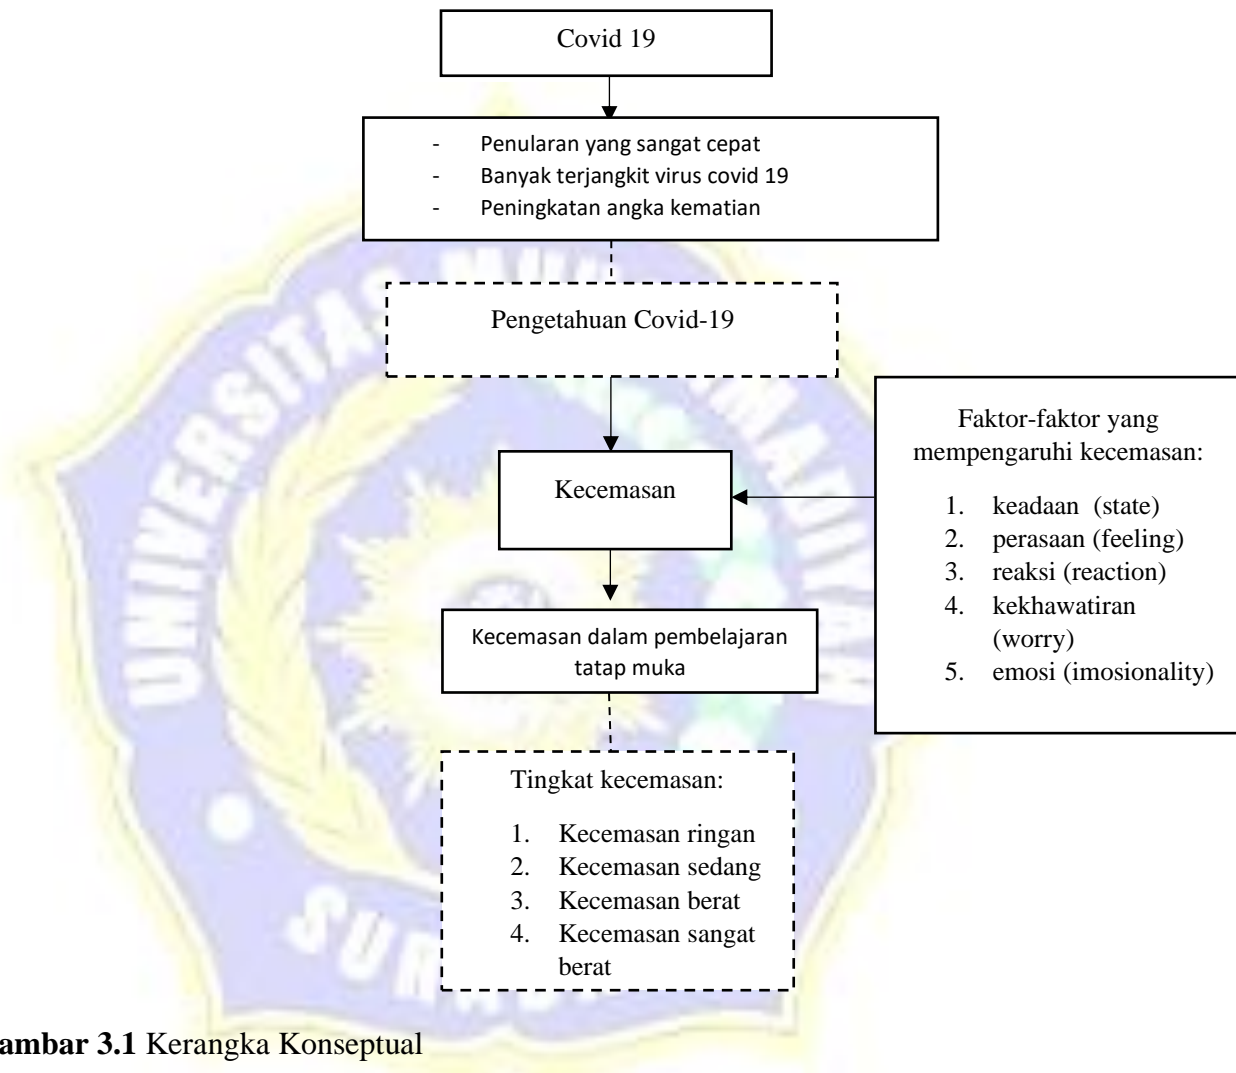 Covid 19
- Penularan yang sangat cepat
- Banyak terjangkit virus covid 19
- Peningkatan angka kematian
Pengetahuan Covid-19
Faktor-faktor yang
mempengaruhi kecemasan:
1. keadaan (state)
2. perasaan (feeling)
3. reaksi (reaction)
4. kekhawatiran
(worry)
5. emosi (imosionality)
Kecemasan
Kecemasan dalam pembelajaran
tatap muka
Tingkat kecemasan:
1. Kecemasan ringan
2. Kecemasan sedang
3. Kecemasan berat
4. Kecemasan sangat
berat
ambar 3.1 Kerangka Konseptual
UNIVERSITAS